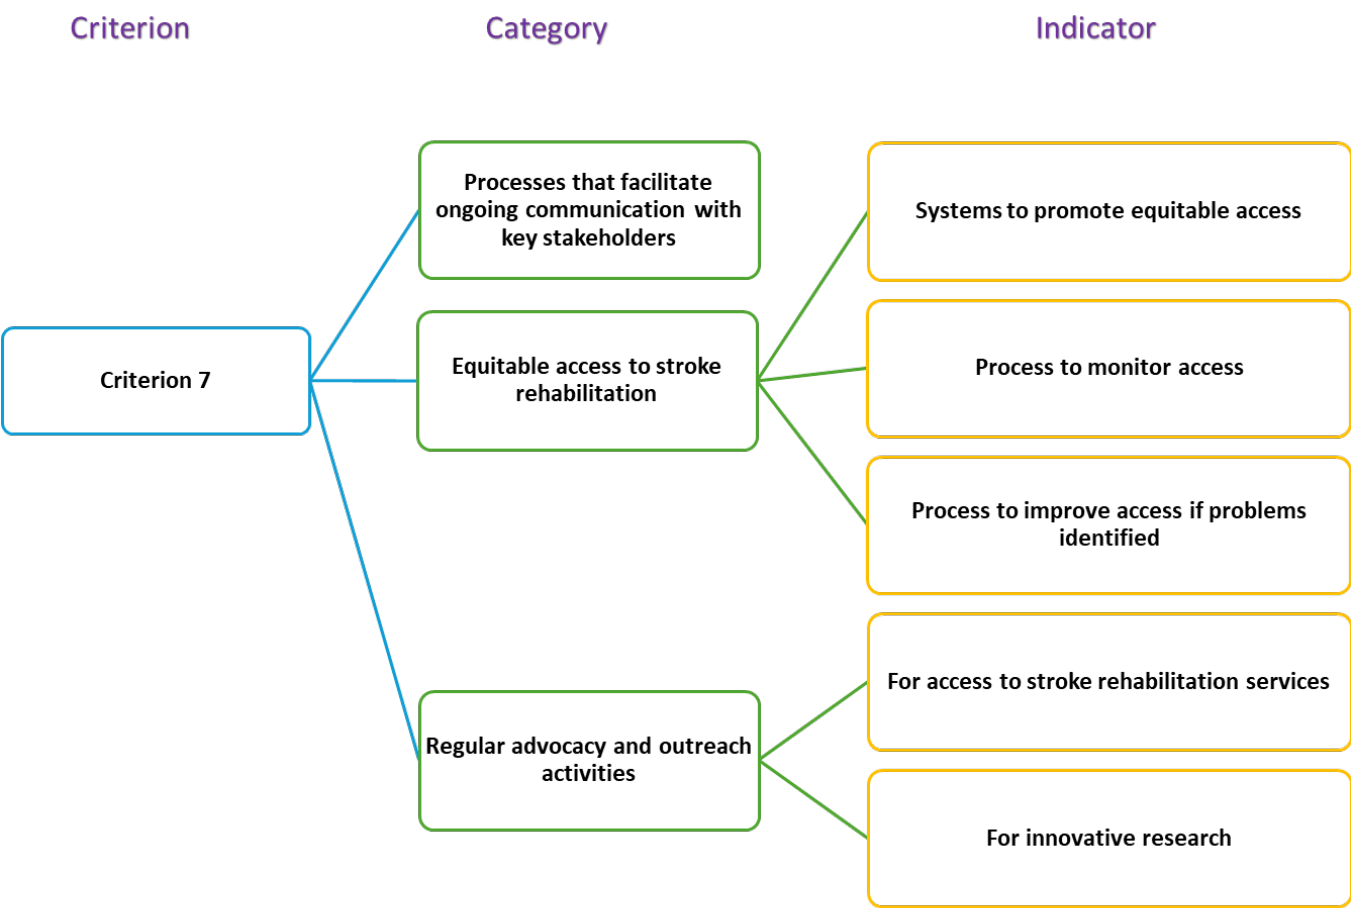 Criterion
Category
Indicator
Processes that facilitate
ongoing communication with
key stakeholders
Systems to promote equitable access
Criterion 7
Equitable access to stroke
rehabilitation
Process to monitor access
Process to improve access if problems
identified
Regular advocacy and outreach
activities
For access to stroke rehabilitation services
For innovative research